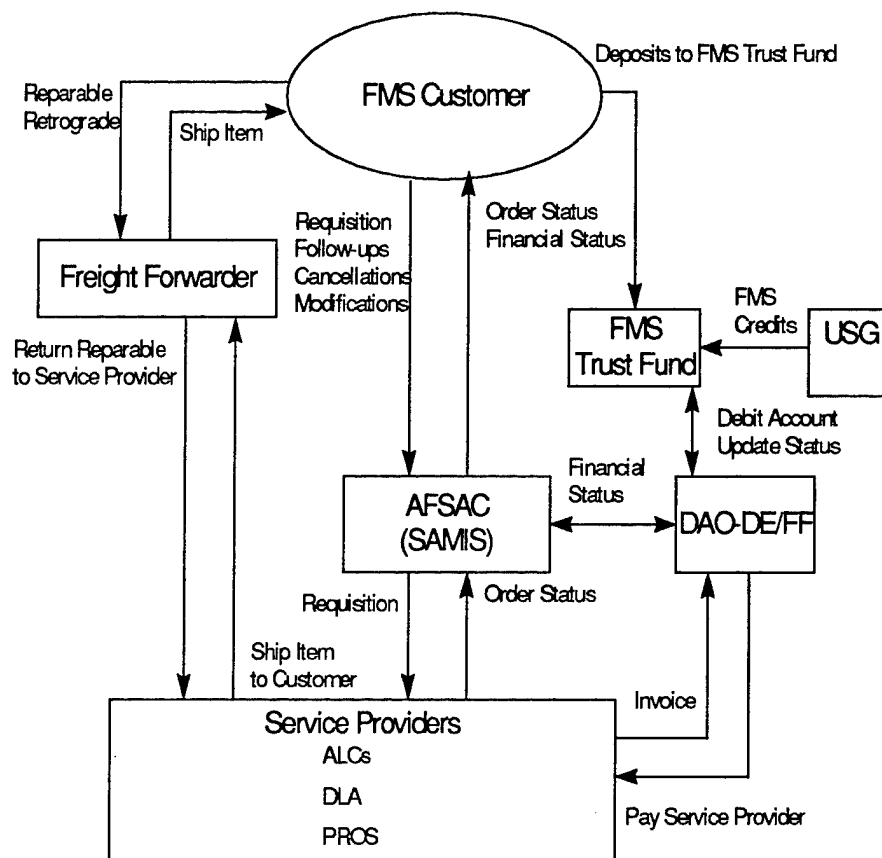 Deposits to FMS Trust Fund
FMS Customer
Reparable
Retrograde
Ship Item
Requisition
Follow-ups
Cancellations
Modifications
Order Status
Financial Status
Freight Forwarder
FMS
Credits
FMS
Trust Fund
USG
Return Reparable
to Service Provider
Debit Account
Update Status
Financial
Status
AFSAC
(SAMIS)
DAO-DE/FF
Requisition
Order Status
Ship Item
to Customer
Invoice
Service Providers
ALCs
DLA
PROS
Pay Service Provider